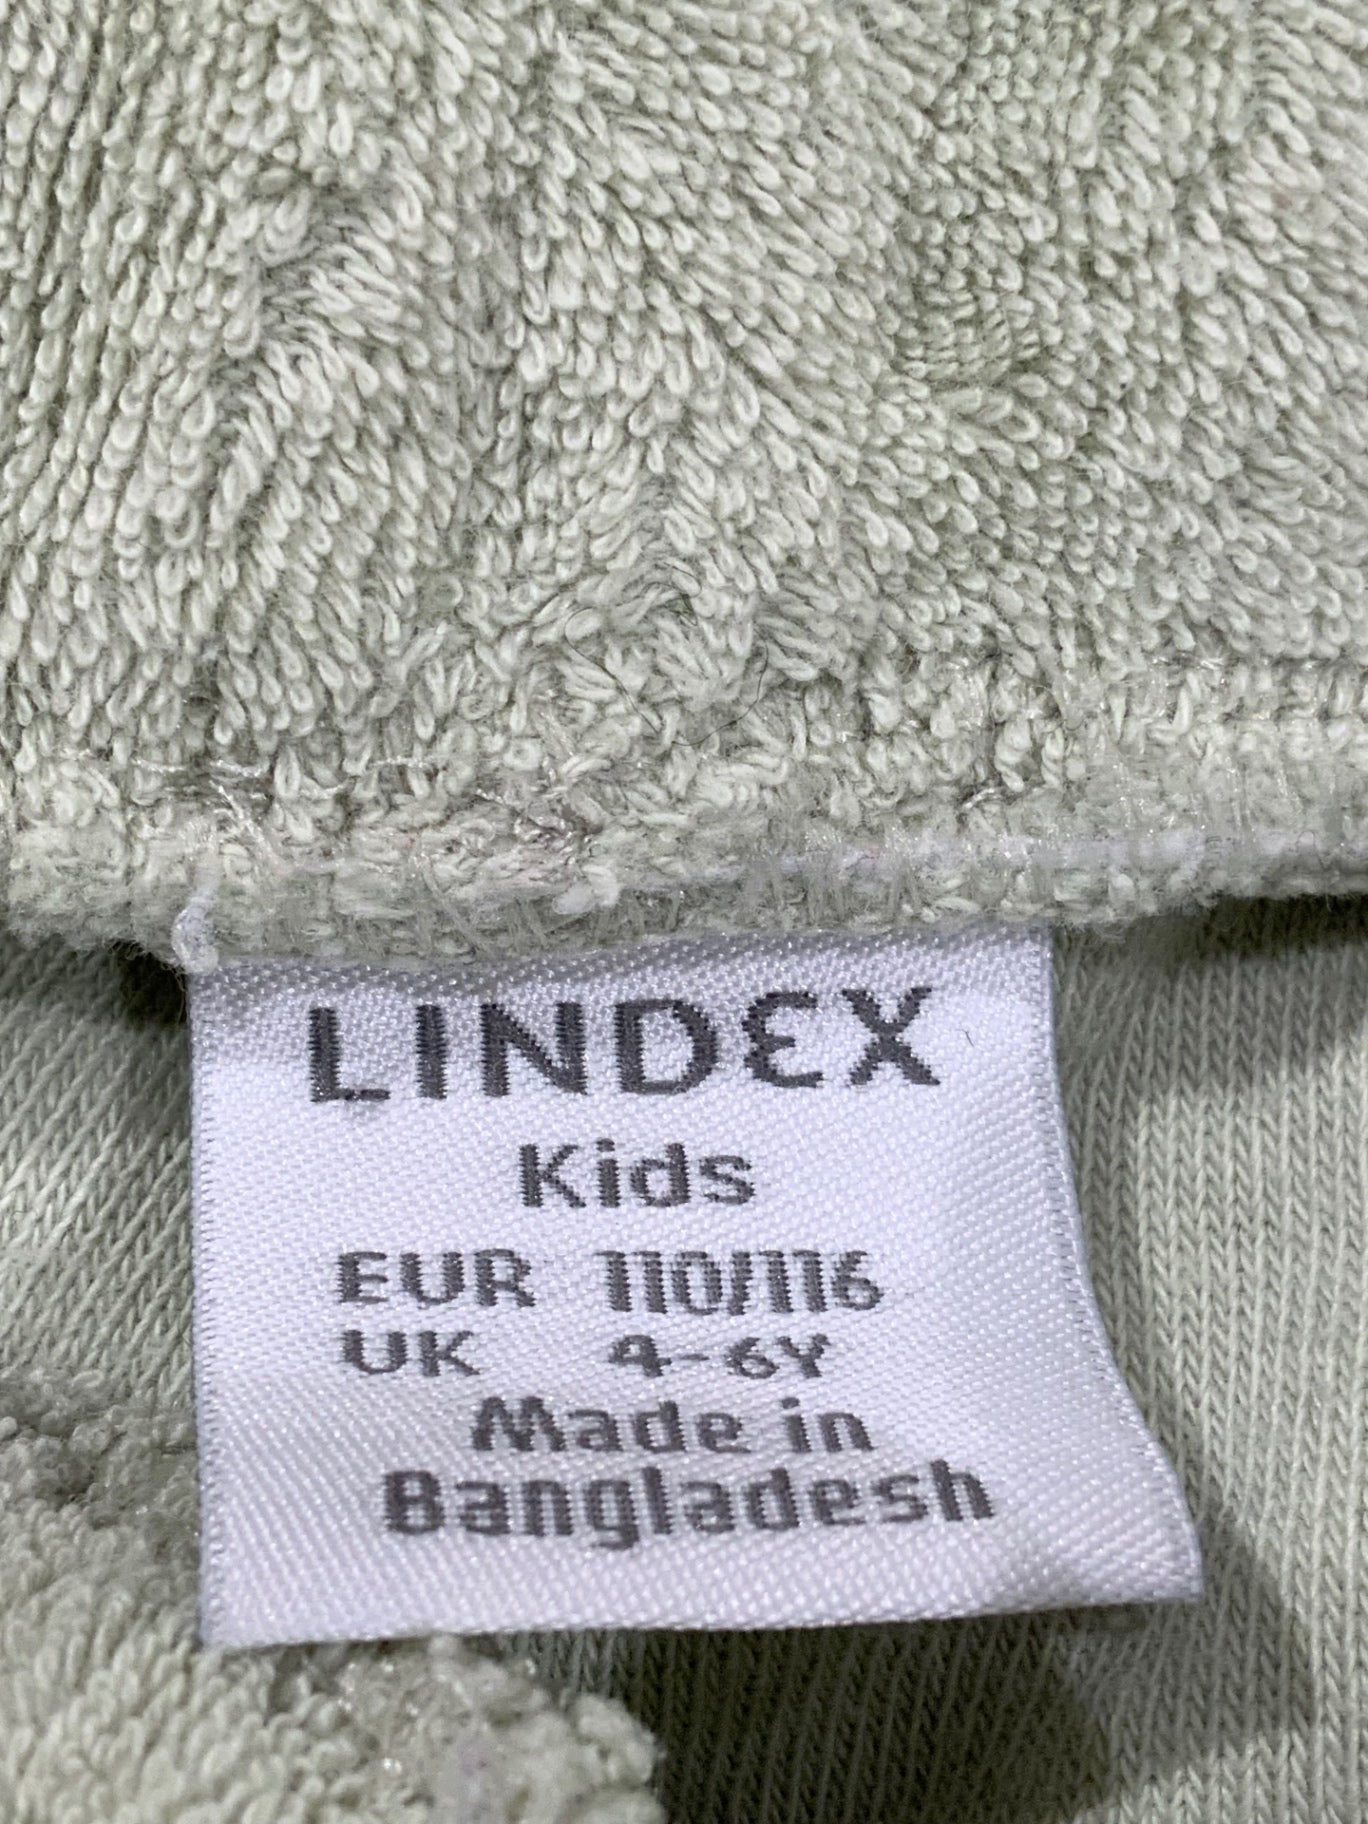 LINDEX
Kids
EUR 110/116
UK 4-6Y
Made in
Bangladesh